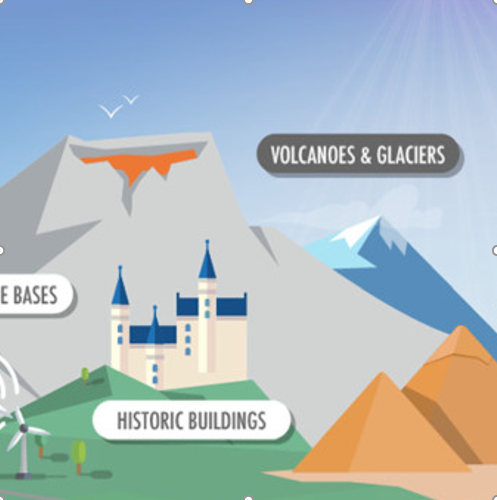 VOLCANOES & GLACIERS
E BASES
HISTORIC BUILDINGS